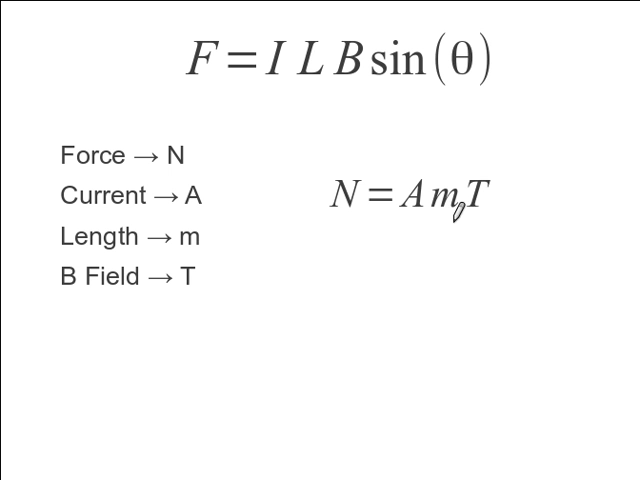 F = I L B sin(θ)
Force → N
Current → A
Length → m
B Field → T
N = A m T